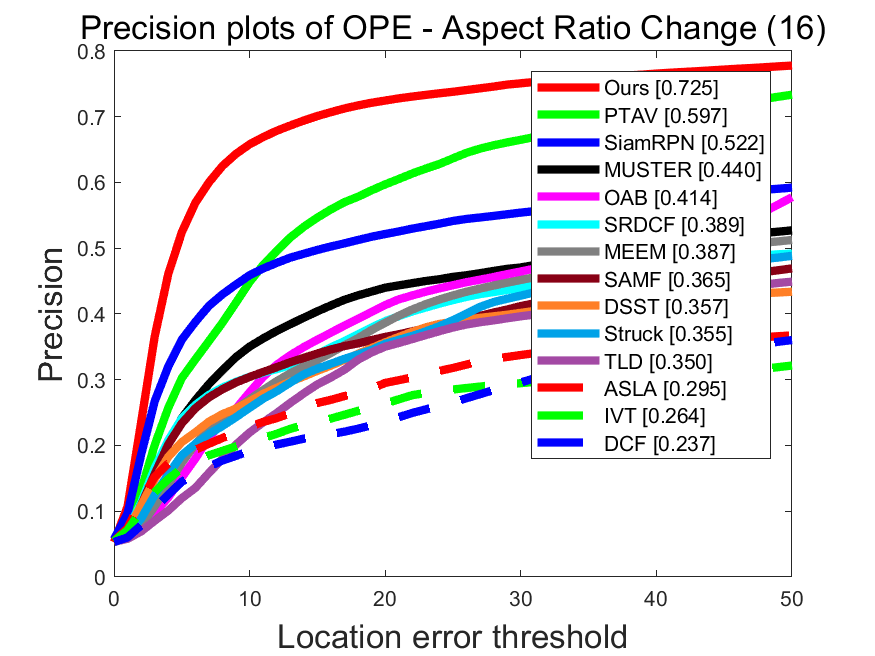 Precision plots of OPE - Aspect Ratio Change (16)
0.8
0.7
0.6
0.5
0.4
0.3
0.2
0.1
0
Precision
Ours [0.725]
PTAV [0.597]
SiamRPN [0.522]
MUSTER [0.440]
OAB [0.414]
SRDCF [0.389]
MEEM [0.387]
SAMF [0.365]
DSST [0.357]
Struck [0.355]
TLD [0.350]
ASLA [0.295]
IVT [0.264]
DCF [0.237]
0 10 20 30 40 50
Location error threshold